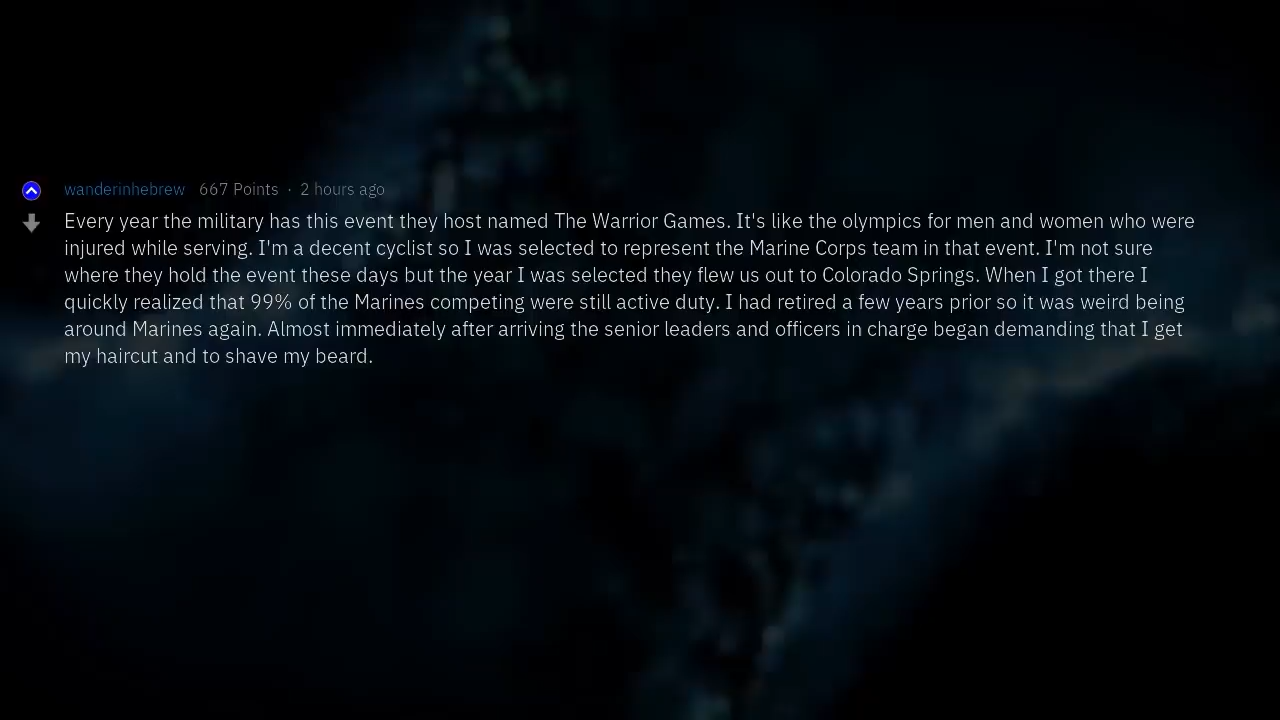 wanderinhebrew 667 Points · 2 hours ago
Every year the military has this event they host named The Warrior Games. It's like the olympics for men and women who were
injured while serving. I'm a decent cyclist so I was selected to represent the Marine Corps team in that event. I'm not sure
where they hold the event these days but the year I was selected they flew us out to Colorado Springs. When I got there I
quickly realized that 99% of the Marines competing were still active duty. I had retired a few years prior so it was weird being
around Marines again. Almost immediately after arriving the senior leaders and officers in charge began demanding that I get
my haircut and to shave my beard.